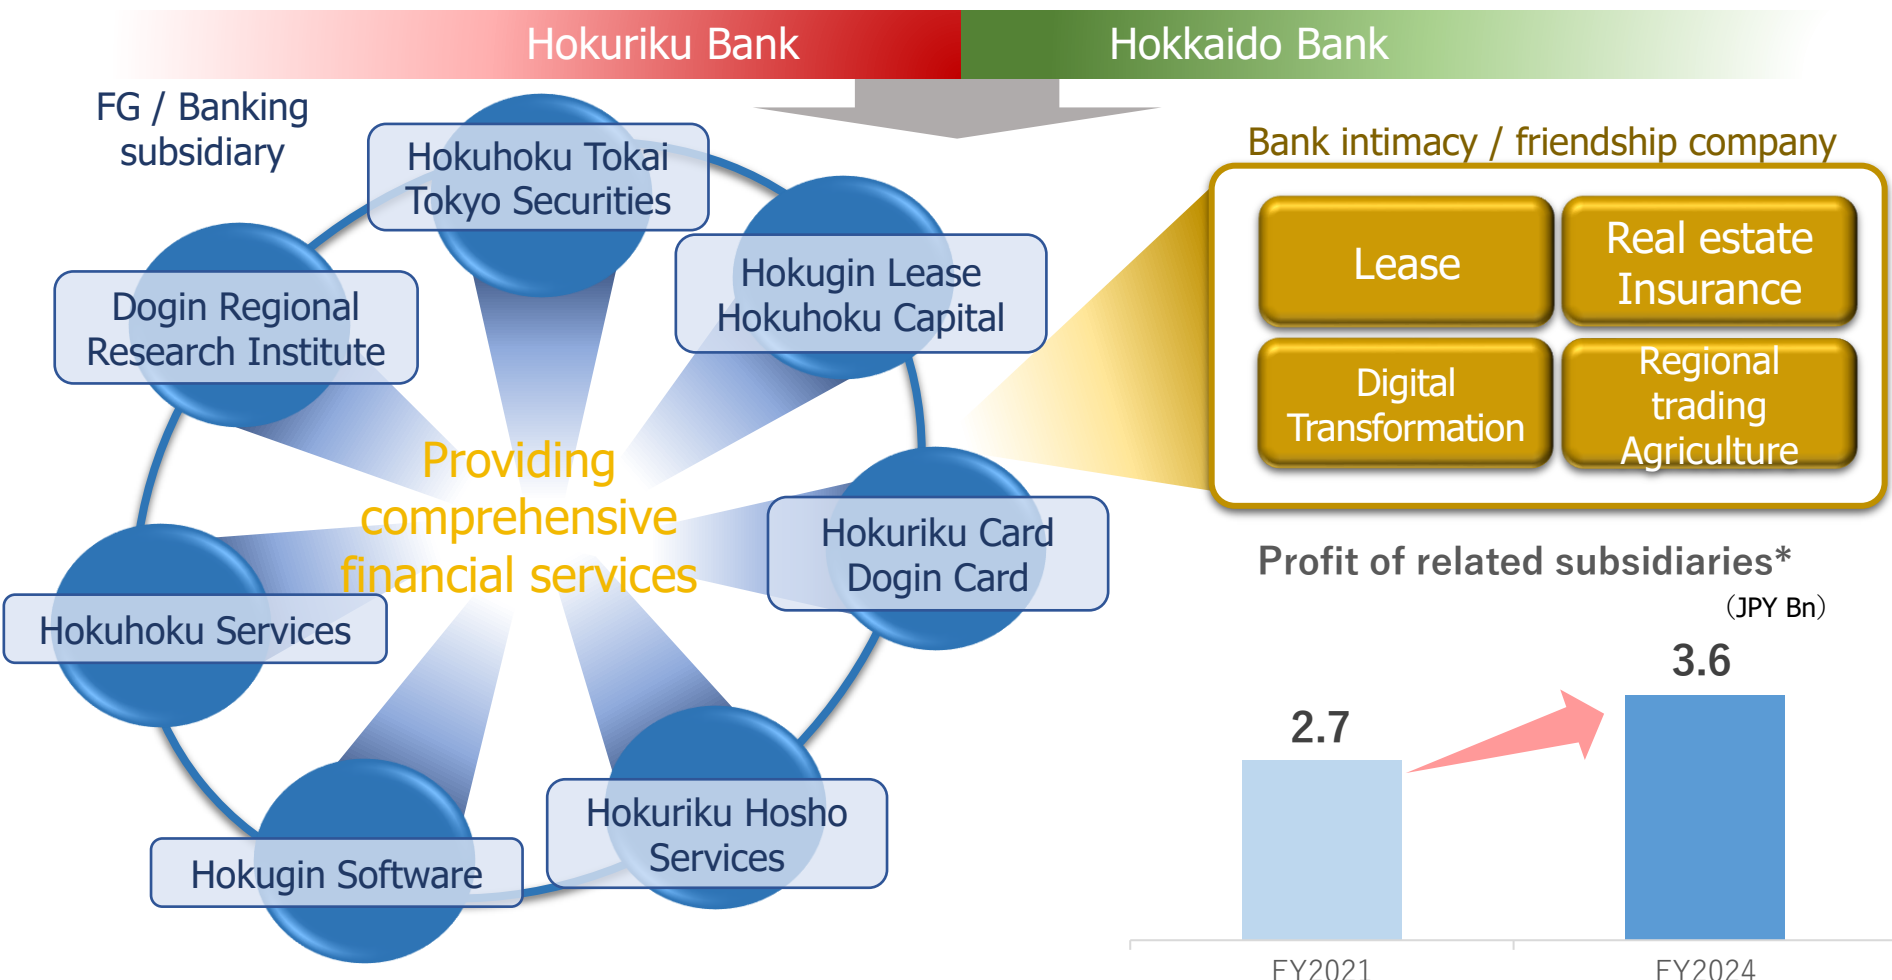 Hokuriku Bank
Hokkaido Bank
FG / Banking
subsidiary
Hokuhoku Tokai
Tokyo Securities
Hokugin Lease
Hokuhoku Capital
Dogin Regional
Research Institute
Providing
comprehensive
financial services
Hokuriku Card
Dogin Card
Hokuhoku Services
Hokuriku Hosho
Services
Hokugin Software
Bank intimacy / friendship company
Lease
Real estate
Insurance
Digital
Transformation
Regional
trading
Agriculture
Profit of related subsidiaries*
（JPY Bn）
2.7
3.6
FY2021
FY2024